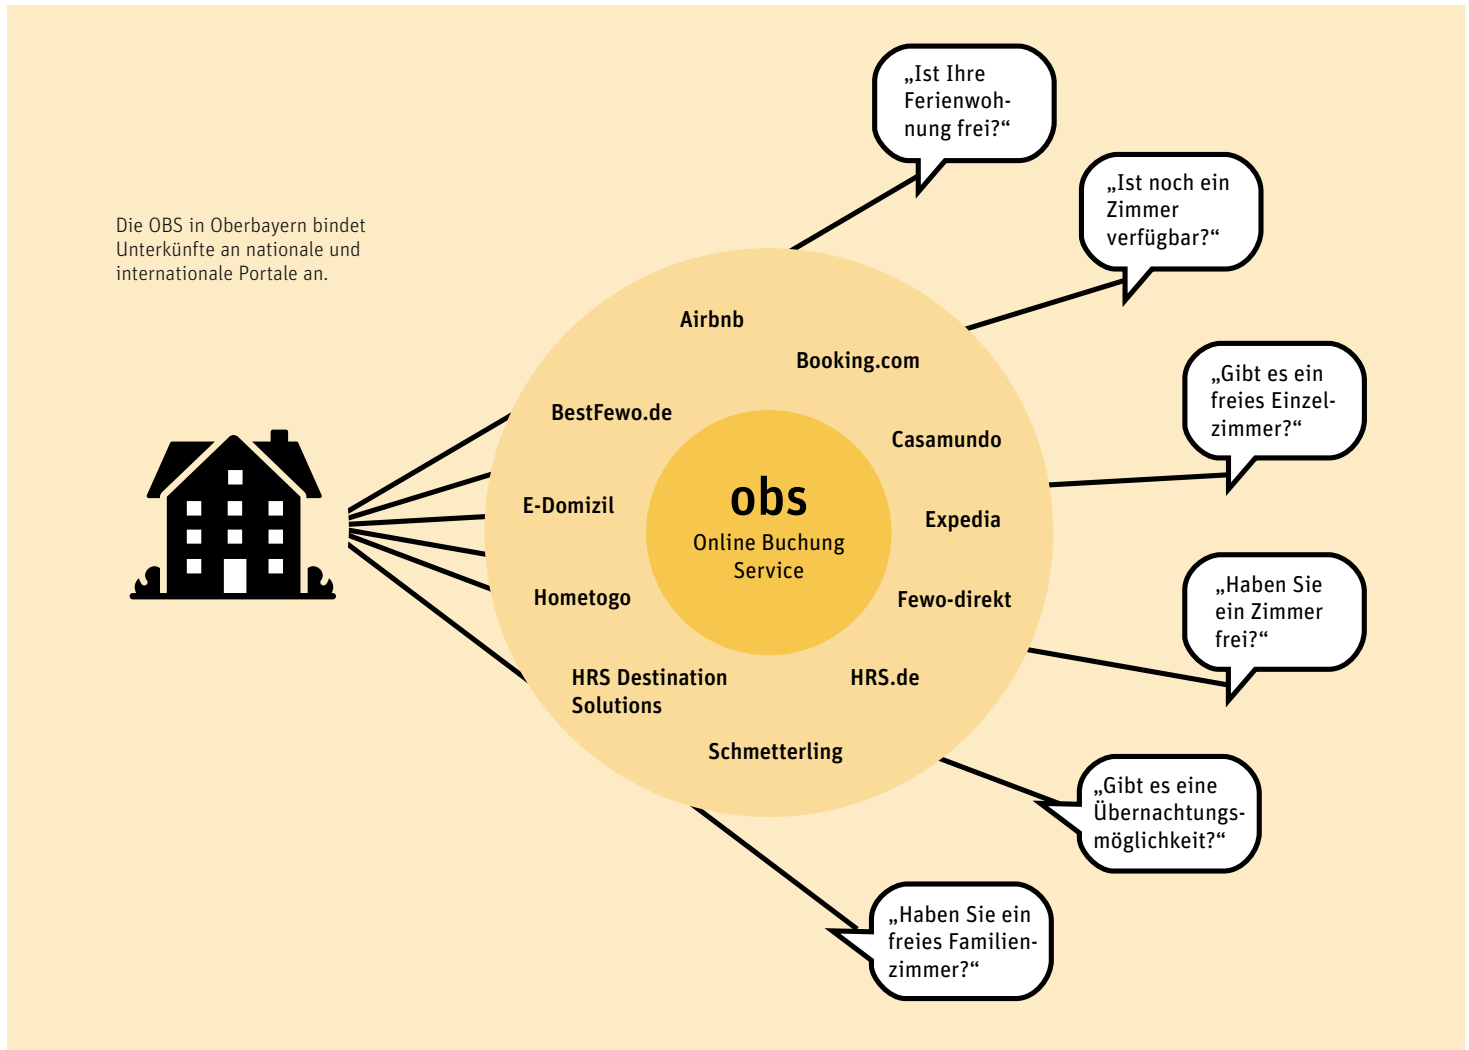 „Ist Ihre
Ferienwoh-
nung frei?“
„Ist noch ein
Zimmer
verfügbar?“
Die OBS in Oberbayern bindet
Unterkünfte an nationale und
internationale Portale an.
Airbnb
Booking.com
BestFewo.de
Casamundo
E-Domizil
Expedia
Hometogo
Fewo-direkt
HRS Destination
Solutions
HRS.de
Schmetterling
obs
Online Buchung
Service
„Gibt es ein
freies Einzel-
zimmer?“
„Haben Sie
ein Zimmer
frei?“
„Gibt es eine
Übernachtungs-
möglichkeit?“
„Haben Sie ein
freies Familien-
zimmer?“